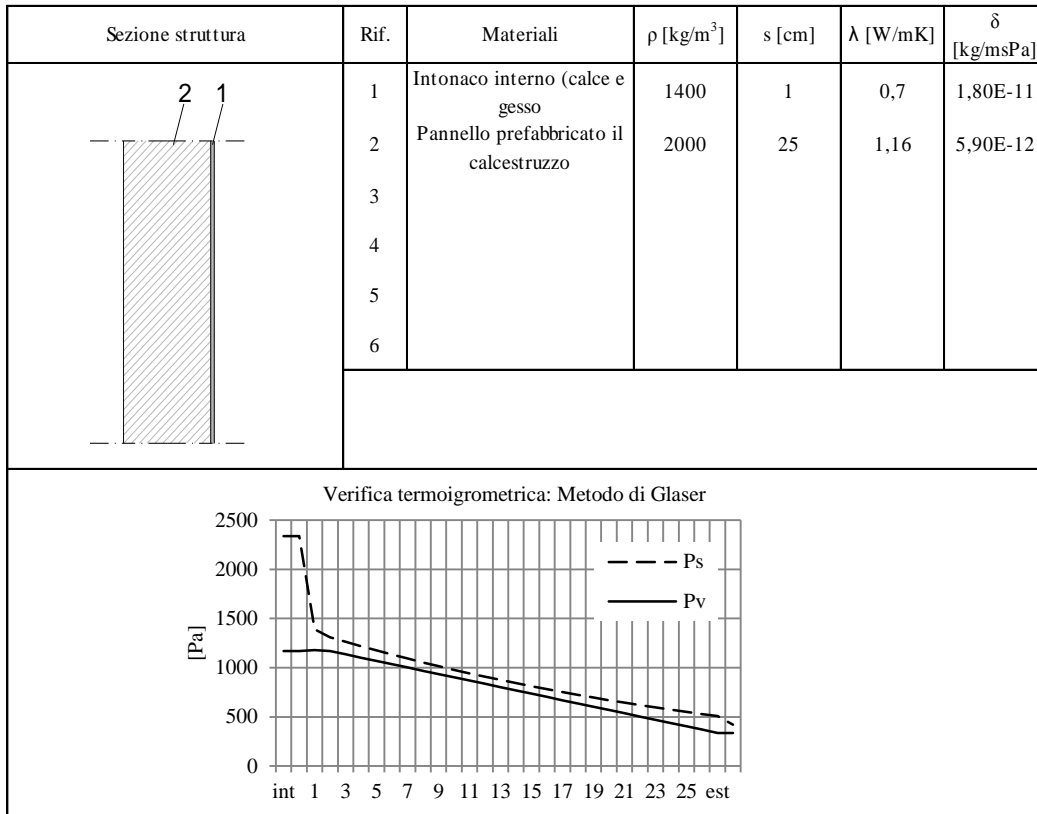 Sezione struttura
Rif.
Materiali
ρ [kg/m³]
s [cm]
λ [W/mK]
δ
[kg/msPa]
2 1
1
Intonaco interno (calce e
gesso
1400
1
0,7
1,80E-11
2
Pannello prefabbricato il
calcestruzzo
2000
25
1,16
5,90E-12
3
4
5
6
Verifica termoigrometrica: Metodo di Glaser
[Pa]
2500
2000
1500
1000
500
0
Ps
Pv
int 1 3 5 7 9 11 13 15 17 19 21 23 25 est